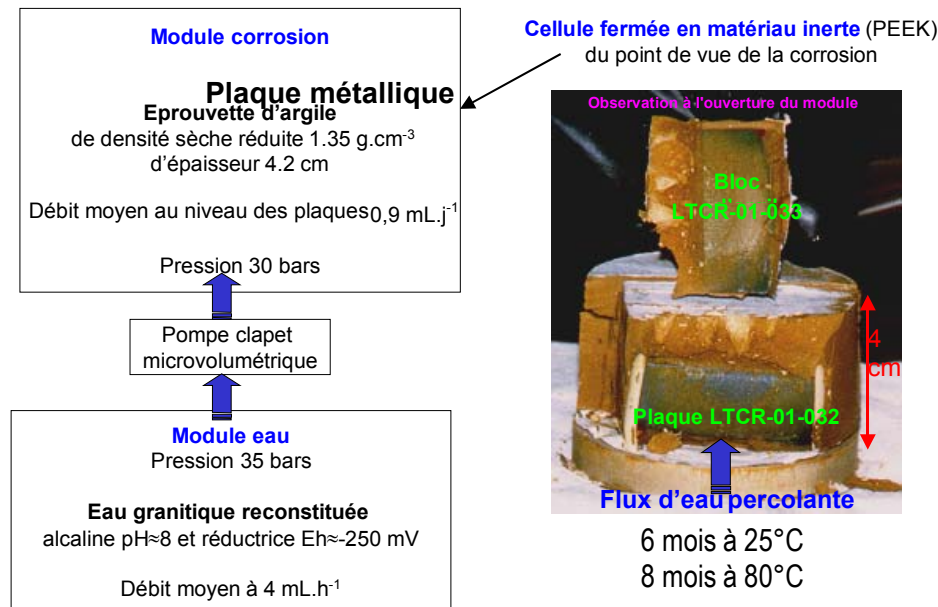 Module corrosion
Plaque métallique
Eprouvette d'argile
de densité sèche réduite 1.35 g.cm-3
d'épaisseur 4.2 cm
Débit moyen au niveau des plaques 0,9 mL.j-1
Pression 30 bars
Pompe clapet
microvolumétrique
Module eau
Pression 35 bars
Eau granitique reconstituée
alcaline pH≈8 et réductrice Eh≈-250 mV
Débit moyen à 4 mL.h-1
Cellule fermée en matériau inerte (PEEK)
du point de vue de la corrosion
Observation à l'ouverture du module
Bloc
LTCR-01-033
4
cm
Plaque LTCR-01-032
Flux d'eau percolante
6 mois à 25°C
8 mois à 80°C